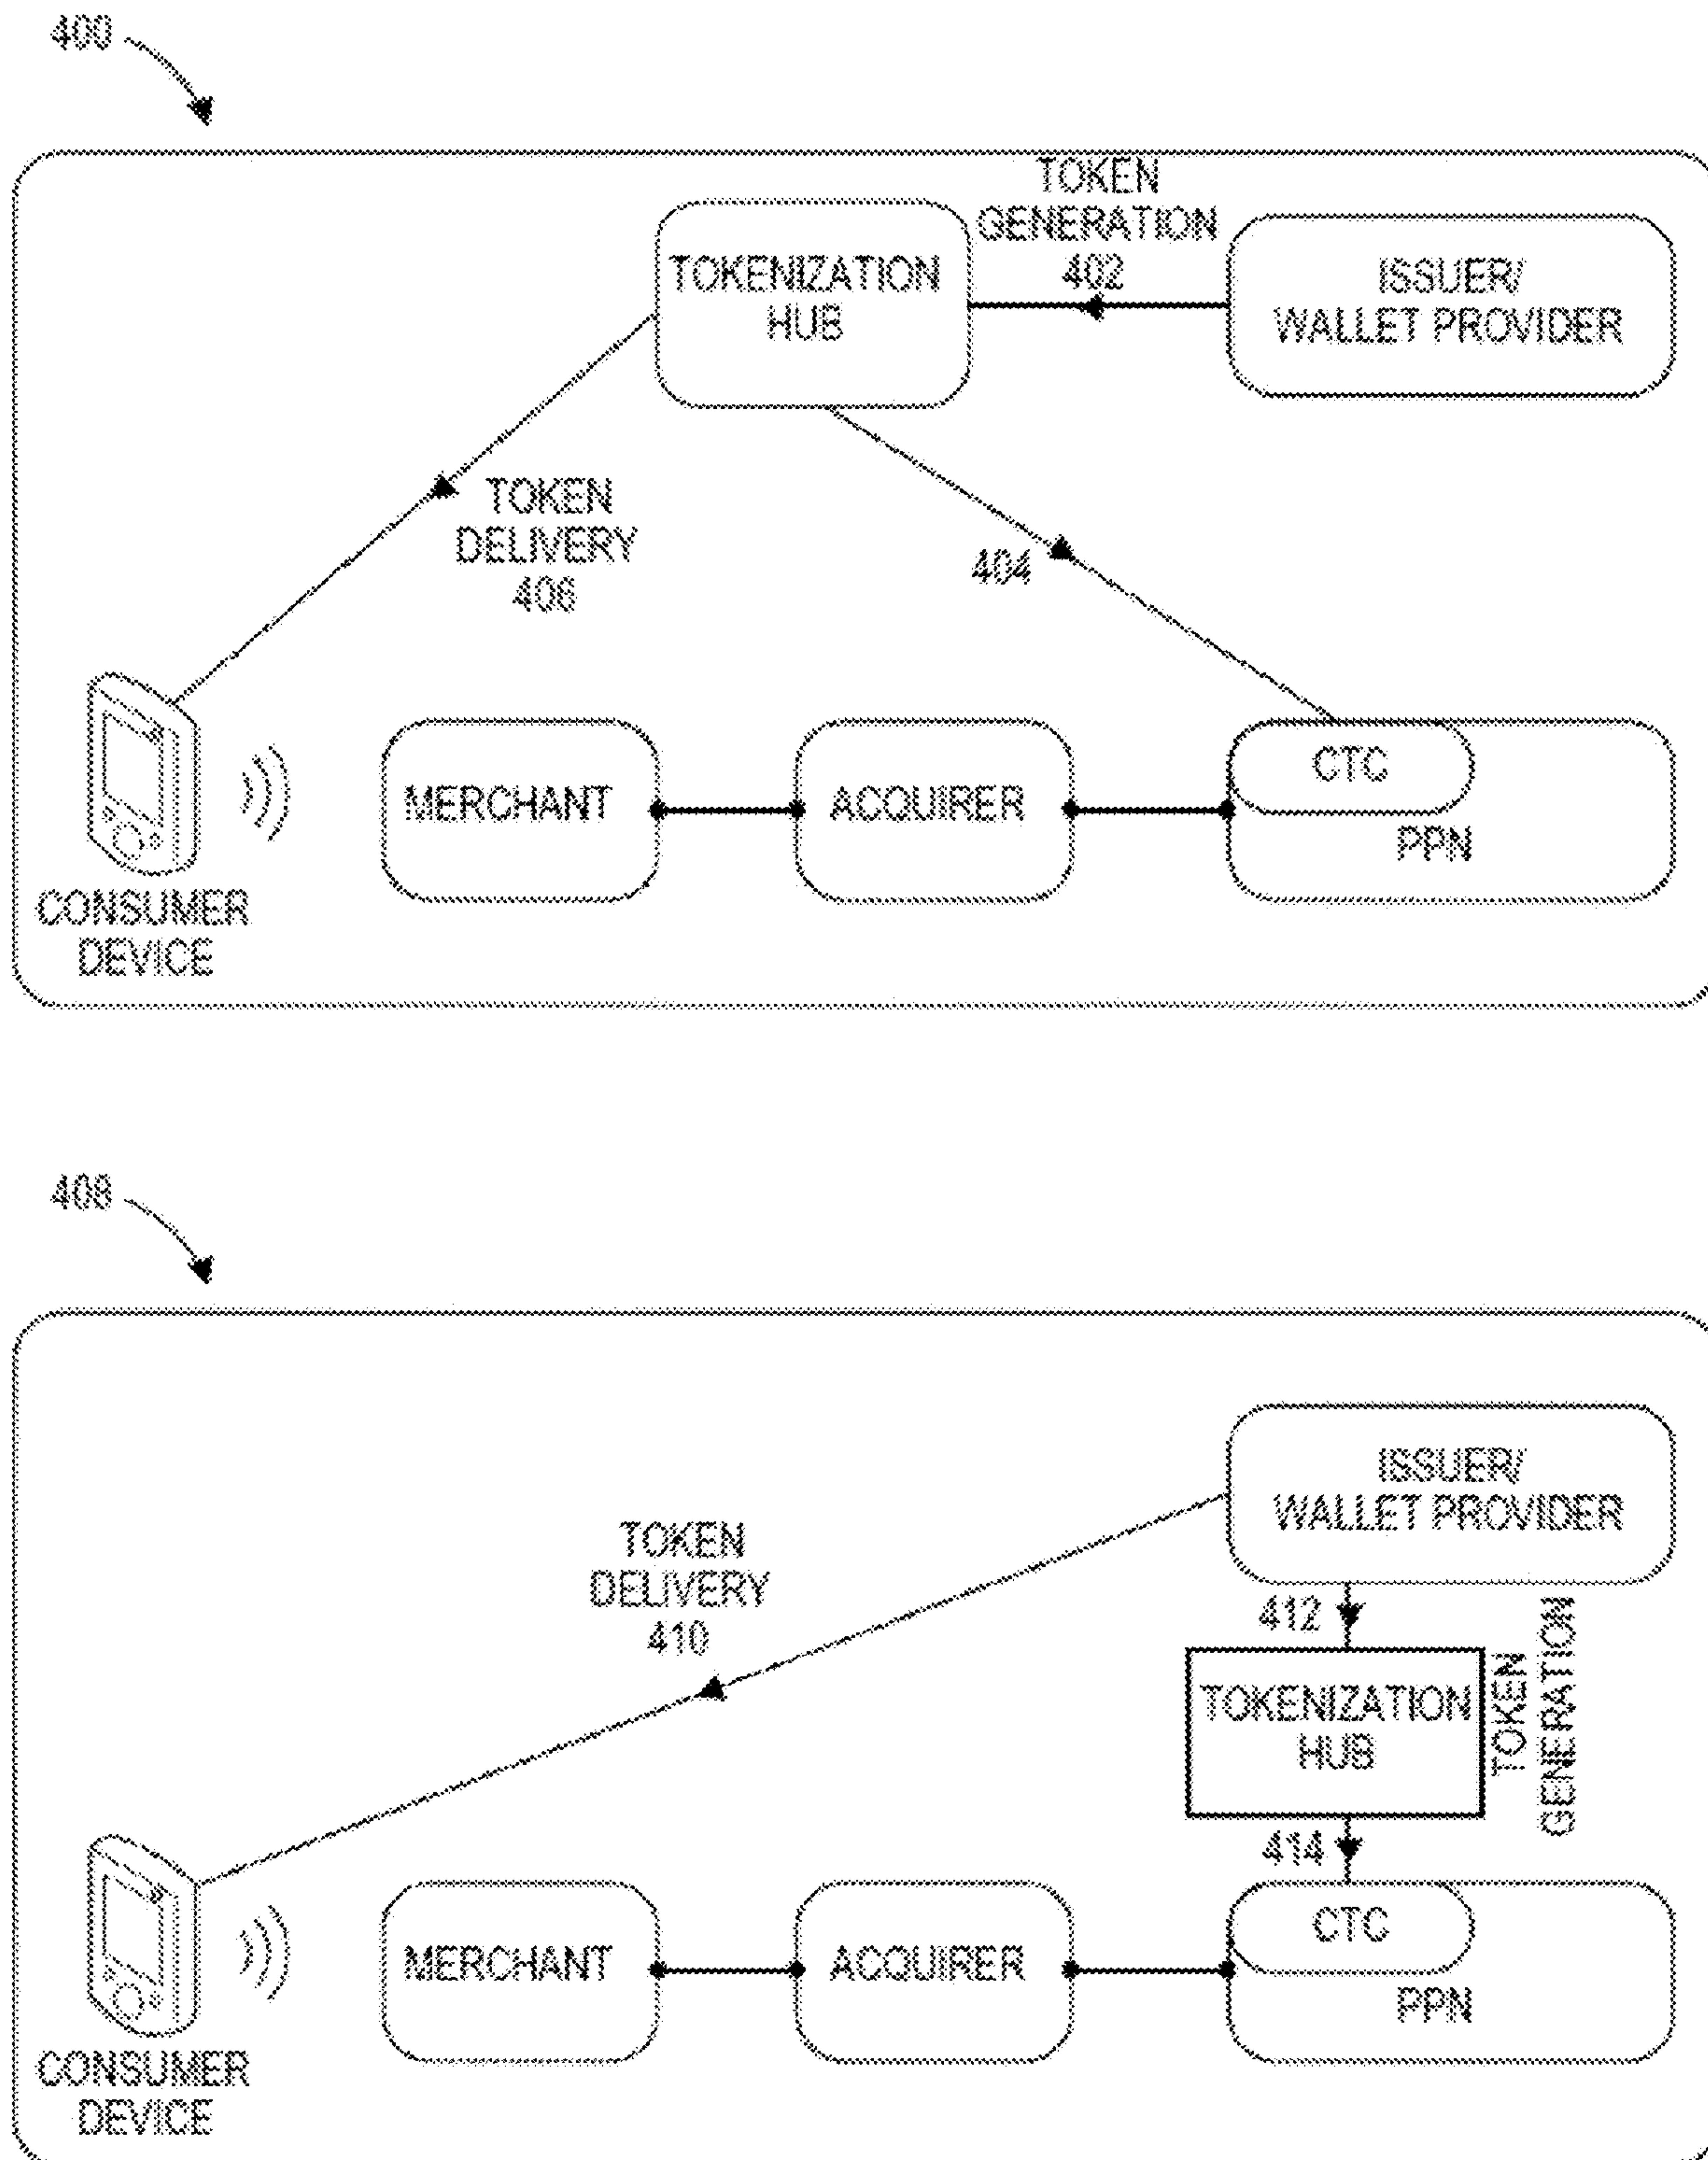 400
TOKEN
GENERATION
402
TOKENIZATION
HUB
ISSUER/
WALLET PROVIDER
TOKEN
DELIVERY
406
404
MERCHANT
ACQUIRER
CTC
PPN
CONSUMER
DEVICE
408
ISSUER/
WALLET PROVIDER
TOKEN
DELIVERY
410
412
TOKENIZATION
HUB
TOKEN
GENERATION
414
MERCHANT
ACQUIRER
CTC
PPN
CONSUMER
DEVICE